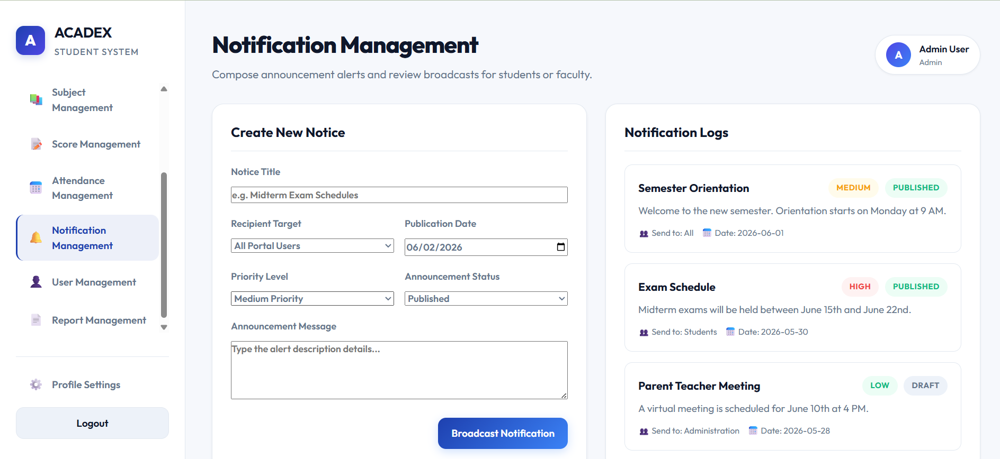 A
ACADEX
STUDENT SYSTEM
Subject
Management
Score Management
Attendance
Management
Notification
Management
User Management
Report Management
Profile Settings
Logout
Notification Management
Compose announcement alerts and review broadcasts for students or faculty.
A
Admin User
Admin
Create New Notice
Notice Title
e.g. Midterm Exam Schedules
Recipient Target
Publication Date
All Portal Users
06/02/2026
Priority Level
Announcement Status
Medium Priority
Published
Announcement Message
Type the alert description details...
Broadcast Notification
Notification Logs
Semester Orientation MEDIUM PUBLISHED
Welcome to the new semester. Orientation starts on Monday at 9 AM.
Send to: All Date: 2026-06-01
Exam Schedule HIGH PUBLISHED
Midterm exams will be held between June 15th and June 22nd.
Send to: Students Date: 2026-05-30
Parent Teacher Meeting LOW DRAFT
A virtual meeting is scheduled for June 10th at 4 PM.
Send to: Administration Date: 2026-05-28